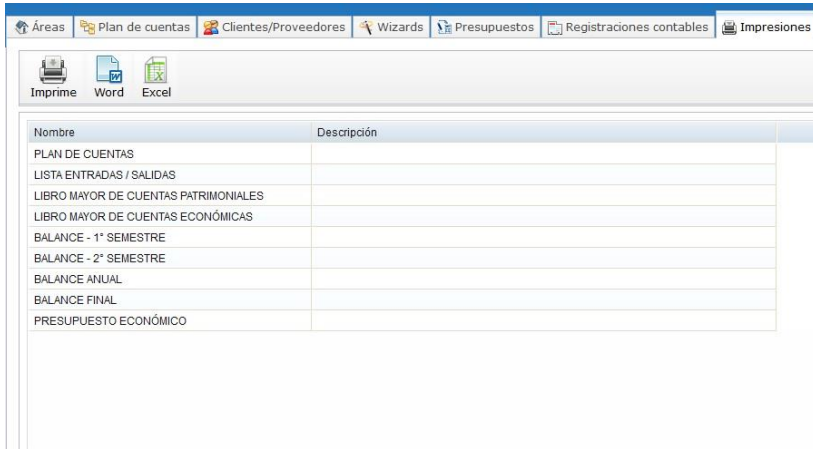 Áreas Plan de cuentas Clientes/Proveedores Wizards Presupuestos Registraciones contables Impresiones
Imprime Word Excel
Nombre Descripción
PLAN DE CUENTAS
LISTA ENTRADAS / SALIDAS
LIBRO MAYOR DE CUENTAS PATRIMONIALES
LIBRO MAYOR DE CUENTAS ECONÓMICAS
BALANCE - 1° SEMESTRE
BALANCE - 2° SEMESTRE
BALANCE ANUAL
BALANCE FINAL
PRESUPUESTO ECONÓMICO